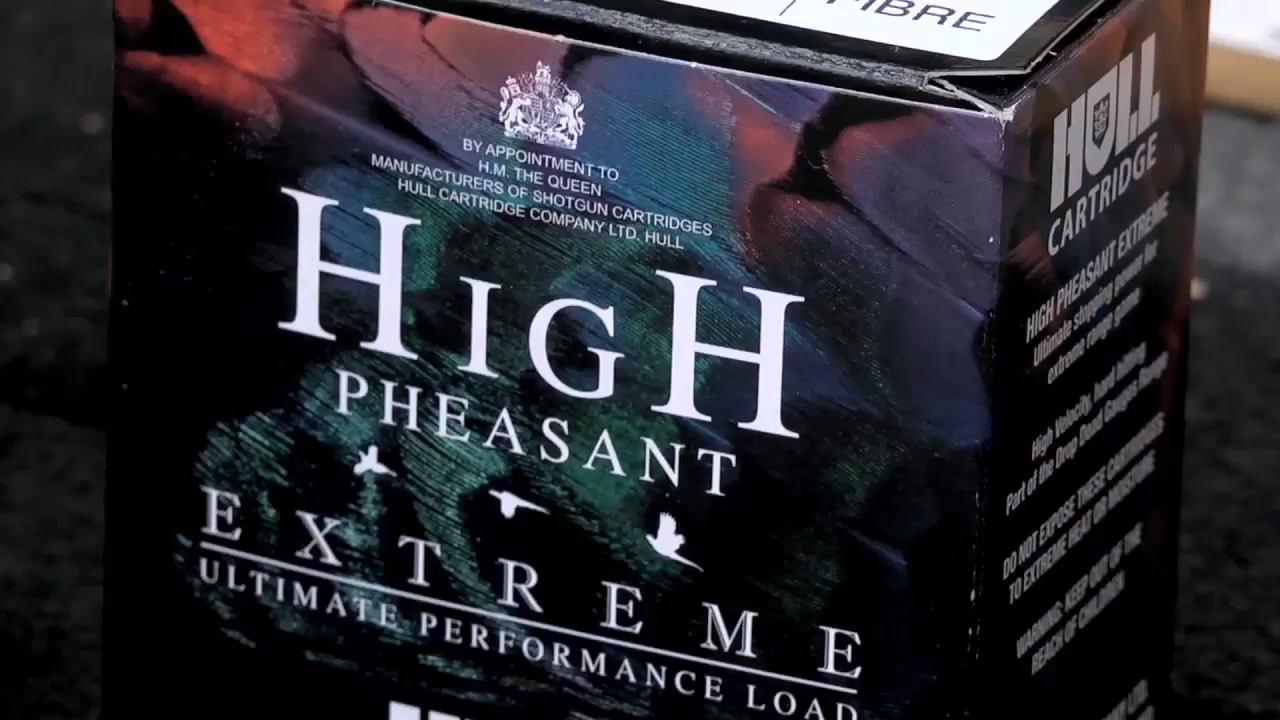 FIBRE
BY APPOINTMENT TO
H.M. THE QUEEN
MANUFACTURERS OF SHOTGUN CARTRIDGES
HULL CARTRIDGE COMPANY LTD. HULL
HIGH
PHEASANT
EXTREME
ULTIMATE PERFORMANCE LOAD
HULL
CARTRIDGE
HIGH PHEASANT EXTREME
Ultimate stopping power for
extreme range game
High Velocity, hard hitting
Part of the Drop Dead Gorgeous Range
DO NOT EXPOSE THESE CARTRIDGES
TO EXTREME HEAT OR MOISTURE
WARNING: KEEP OUT OF THE
REACH OF CHILDREN